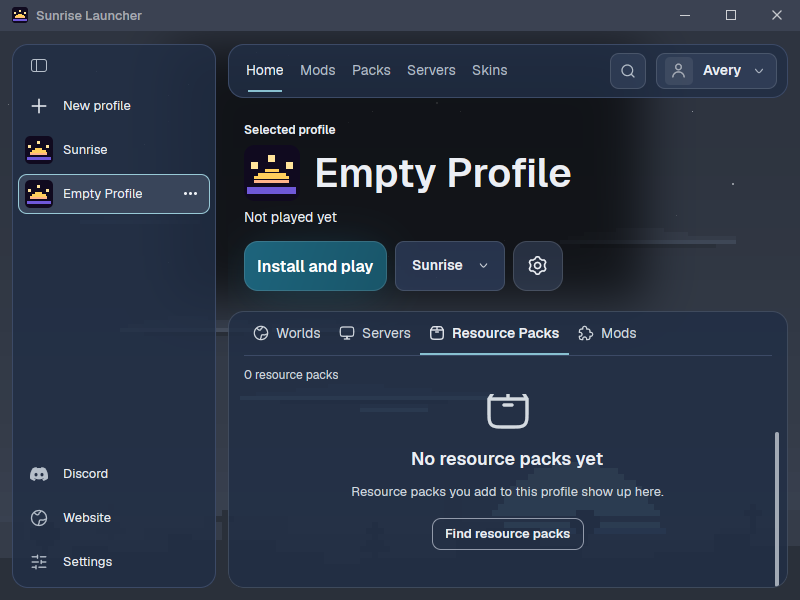 Sunrise Launcher
New profile
Sunrise
Empty Profile
Discord
Website
Settings
Home Mods Packs Servers Skins
Avery
Selected profile
Empty Profile
Not played yet
Install and play
Sunrise
Worlds Servers Resource Packs Mods
0 resource packs
No resource packs yet
Resource packs you add to this profile show up here.
Find resource packs